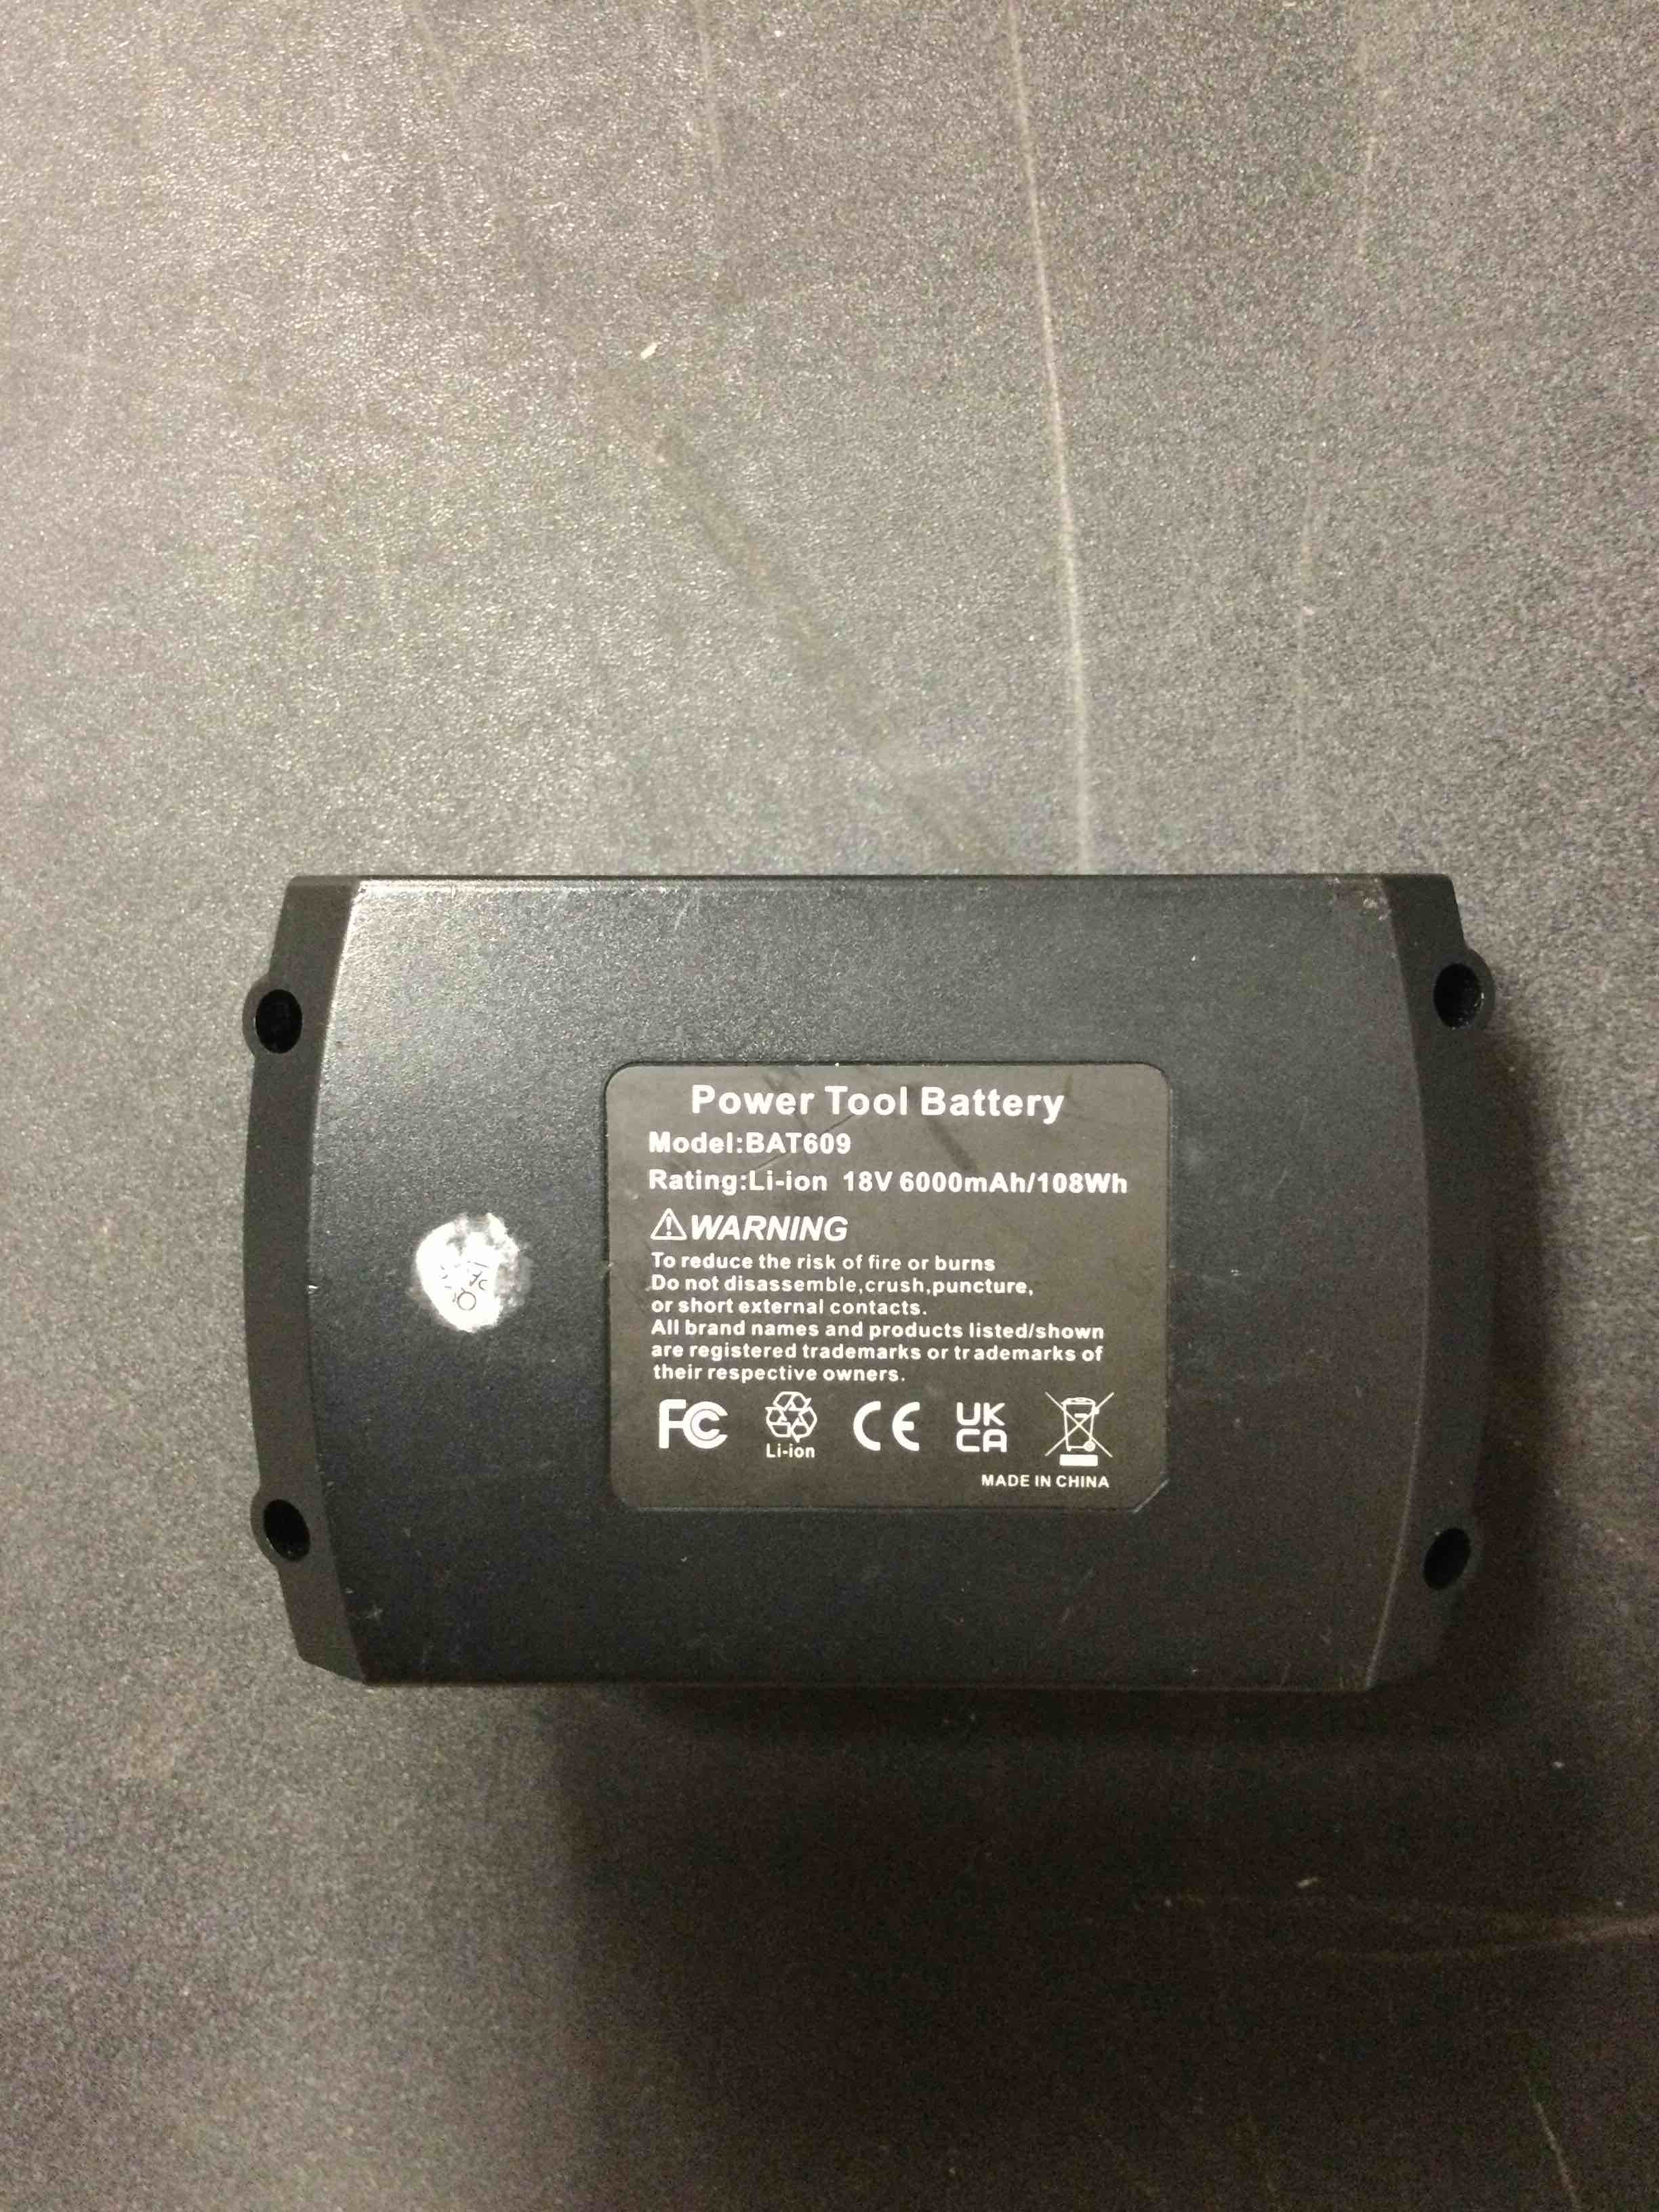 Power Tool Battery
Model:BAT609
Rating:Li-ion 18V 6000mAh/108Wh
⚠WARNING
To reduce the risk of fire or burns
Do not disassemble,crush,puncture,
or short external contacts.
All brand names and products listed/shown
are registered trademarks or trademarks of
their respective owners.
FC Li-ion CE UK CA
MADE IN CHINA